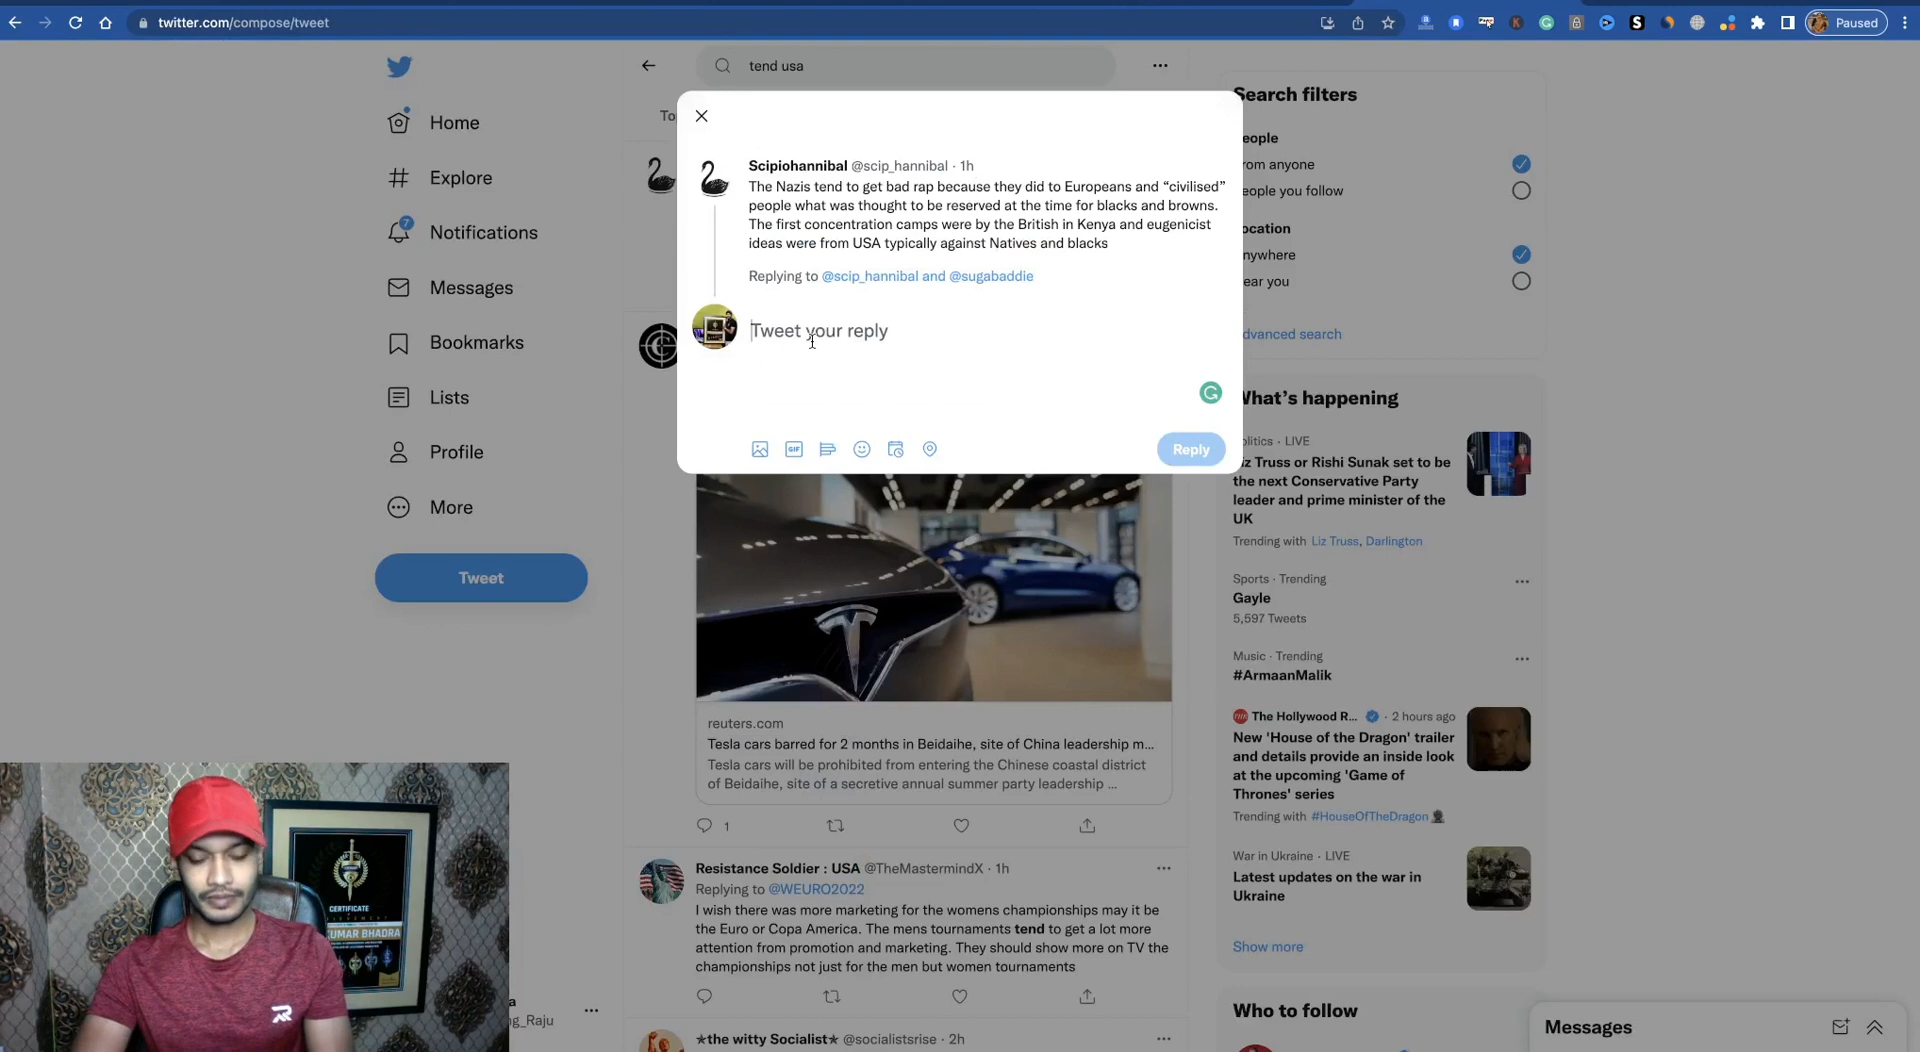 twitter.com/compose/tweet
Paused
Home
Explore
7
Notifications
Messages
Bookmarks
Lists
Profile
More
Tweet
tend usa
To
Scipiohannibal @scip_hannibal · 1h
The Nazis tend to get bad rap because they did to Europeans and “civilised”
people what was thought to be reserved at the time for blacks and browns.
The first concentration camps were by the British in Kenya and eugenicist
ideas were from USA typically against Natives and blacks
Replying to @scip_hannibal and @sugabaddie
Tweet your reply
GIF
Reply
reuters.com
Tesla cars barred for 2 months in Beidaihe, site of China leadership m...
Tesla cars will be prohibited from entering the Chinese coastal district
of Beidaihe, site of a secretive annual summer party leadership ...
1
Resistance Soldier : USA @TheMastermindX · 1h
Replying to @WEURO2022
I wish there was more marketing for the womens championships may it be
the Euro or Copa America. The mens tournaments tend to get a lot more
attention from promotion and marketing. They should show more on TV the
championships not just for the men but women tournaments
★the witty Socialist★ @socialistsrise · 2h
Search filters
eople
rom anyone
eople you follow
ocation
nywhere
ear you
dvanced search
What’s happening
olitics · LIVE
iz Truss or Rishi Sunak set to be
the next Conservative Party
leader and prime minister of the
UK
Trending with Liz Truss, Darlington
Sports · Trending
Gayle
5,597 Tweets
Music · Trending
#ArmaanMalik
The Hollywood R... · 2 hours ago
New 'House of the Dragon' trailer
and details provide an inside look
at the upcoming 'Game of
Thrones' series
Trending with #HouseOfTheDragon
War in Ukraine · LIVE
Latest updates on the war in
Ukraine
Show more
Who to follow
Messages
CERTIFICATE
KUMAR BHADRA
a
ng_Raju